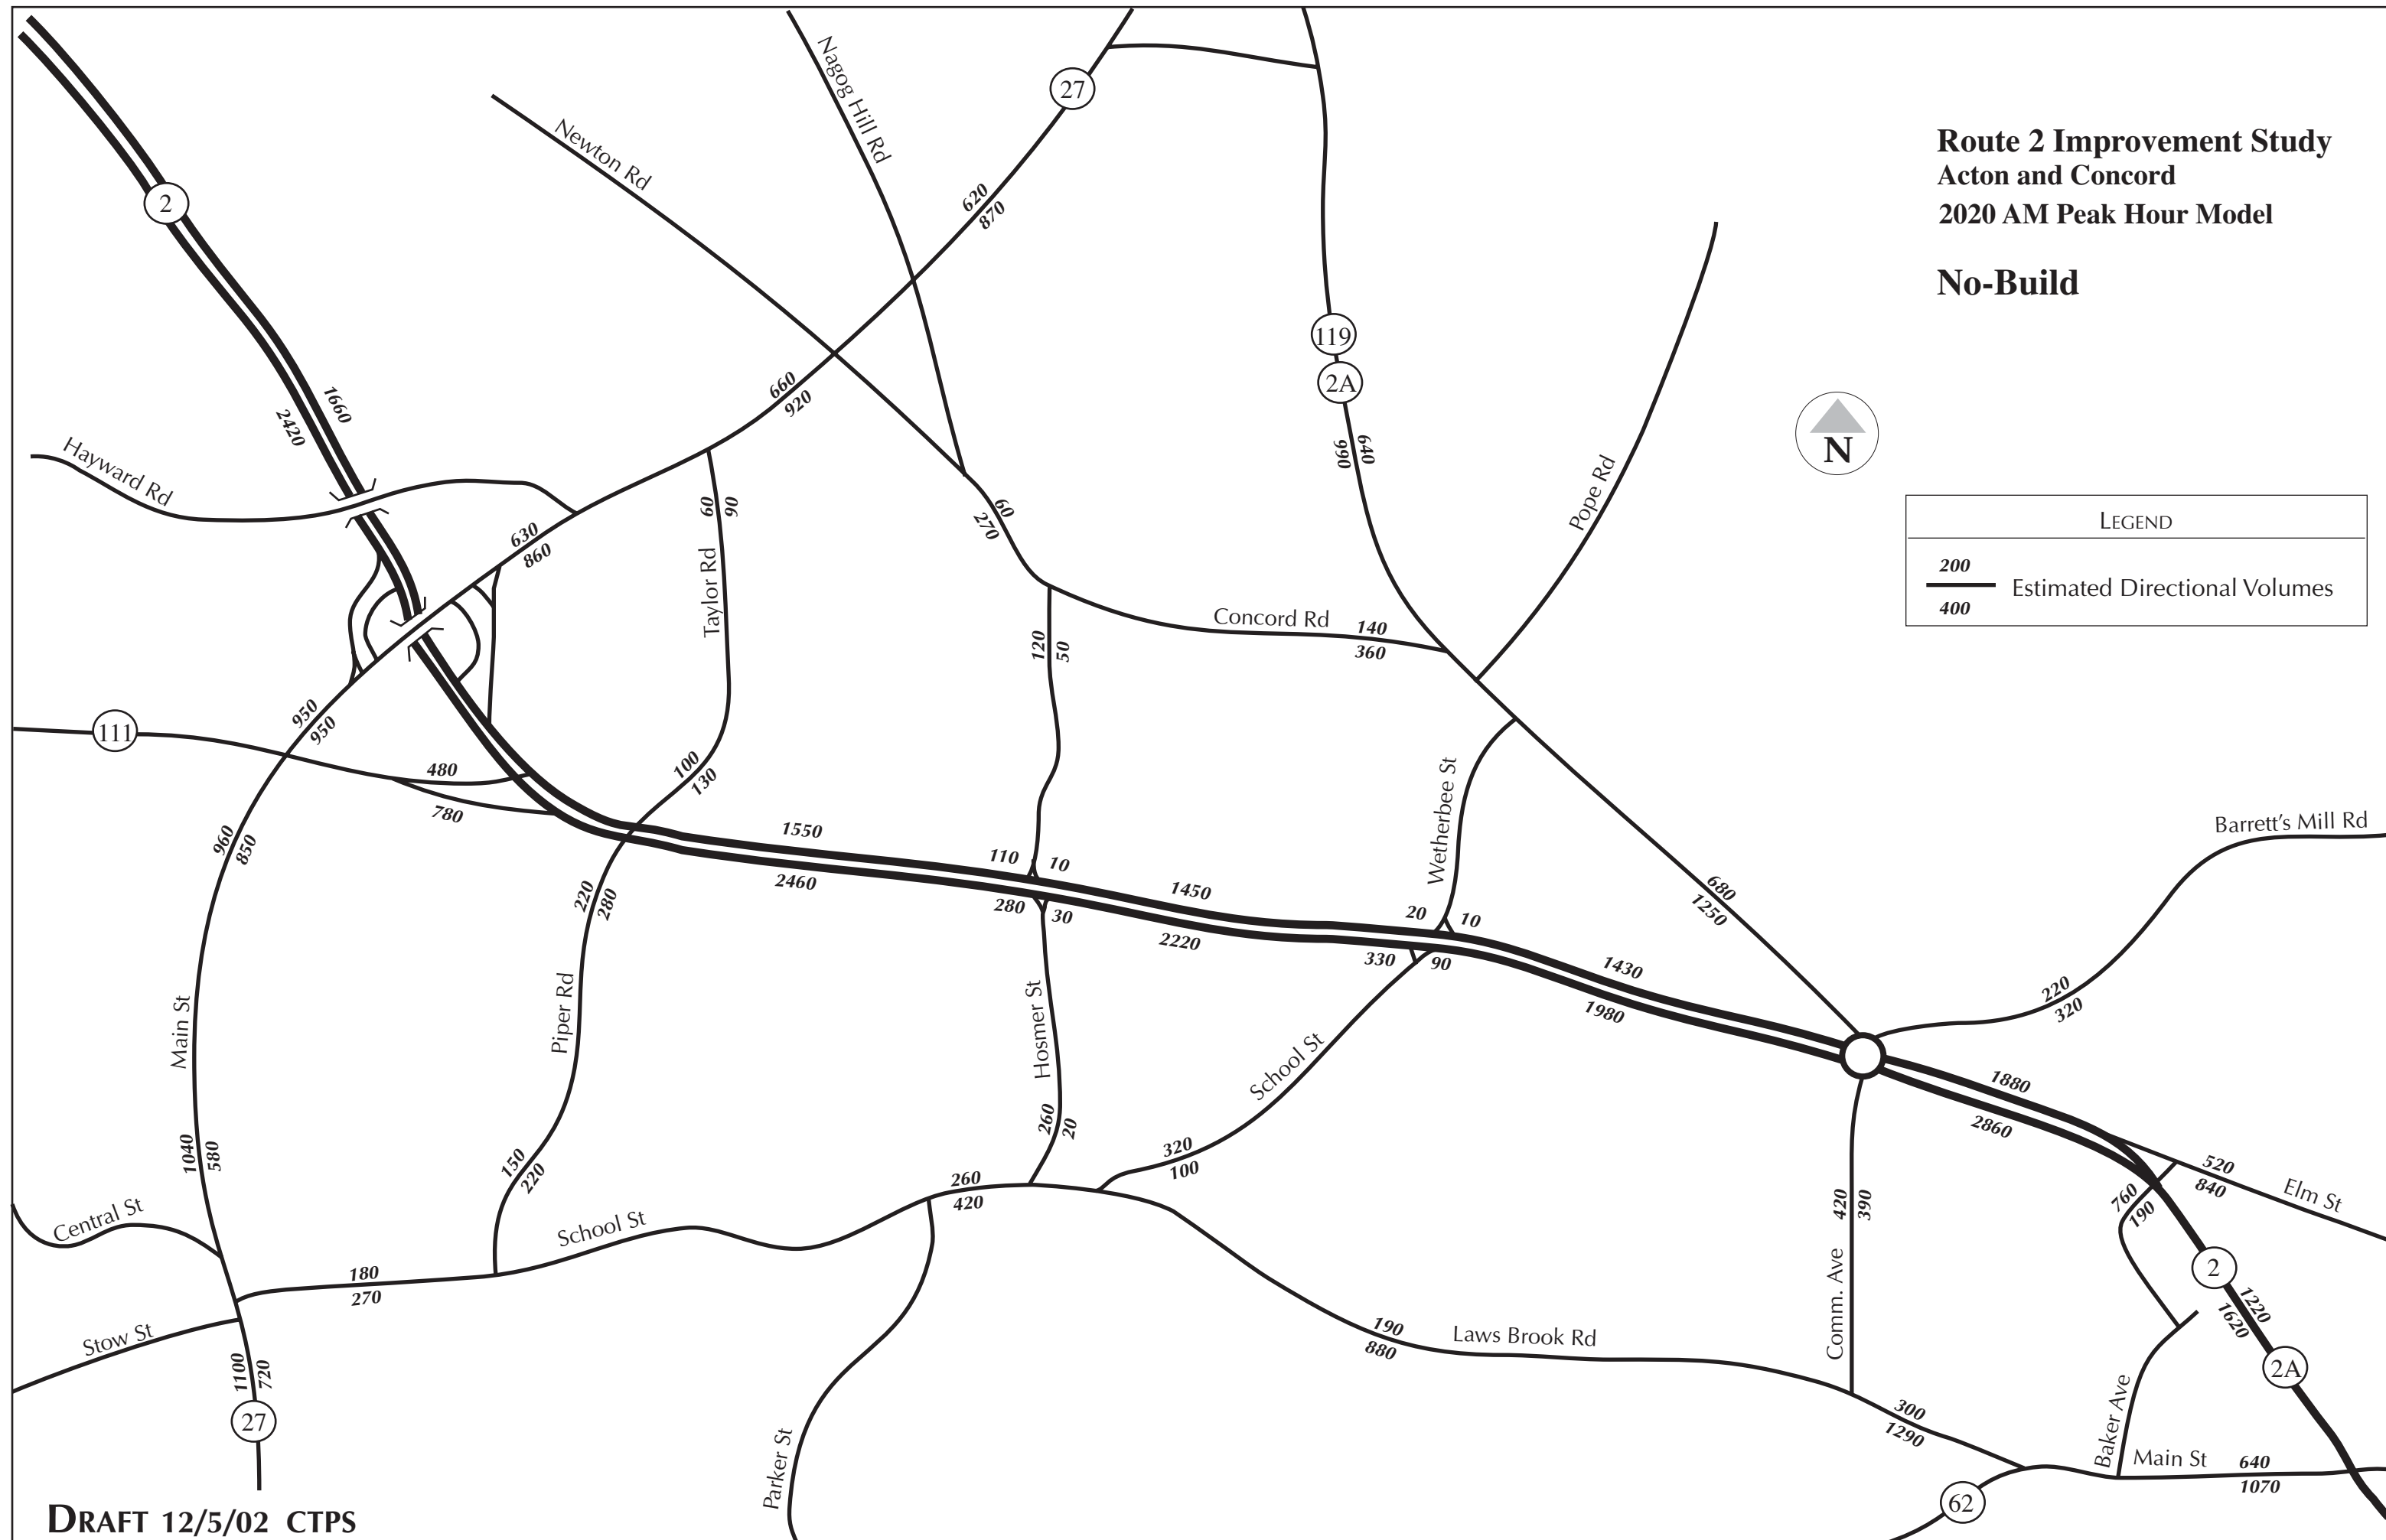 Route 2 Improvement Study
Acton and Concord
2020 AM Peak Hour Model
No-Build
N
LEGEND
200
Estimated Directional Volumes
400
2
Newton Rd
Nagog Hill Rd
27
620
870
660
920
119
2A
990
640
Pope Rd
1660
2420
Hayward Rd
630
860
60
90
Taylor Rd
60
270
Concord Rd
140
360
120
50
950
950
111
480
780
100
130
960
850
1550
2460
110
10
280
30
1450
2220
Wetherbee St
20
10
330
90
680
1250
Barrett's Mill Rd
220
320
1430
1980
220
280
Piper Rd
Main St
Hosmer St
School St
1880
2860
1040
580
150
220
260
20
320
100
260
420
520
840
Elm St
760
190
Central St
School St
420
390
Comm. Ave
2
1220
1620
2A
180
270
Stow St
1100
720
27
190
880
Laws Brook Rd
300
1290
Baker Ave
Main St
640
1070
Parker St
62
DRAFT 12/5/02 CTPS